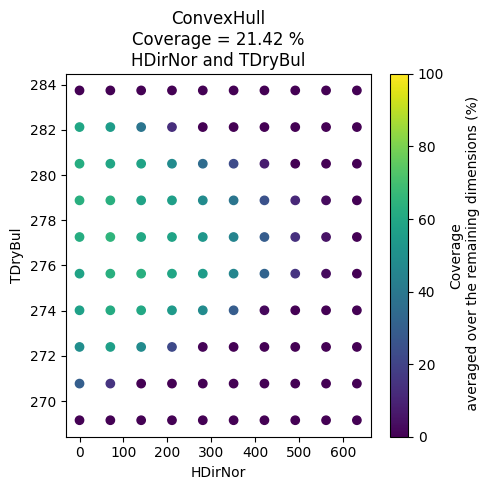 ConvexHull
Coverage = 21.42 %
HDirNor and TDryBul
284
282
280
278
276
274
272
270
TDryBul
0 100 200 300 400 500 600
HDirNor
100
80
60
40
20
0
Coverage
averaged over the remaining dimensions (%)